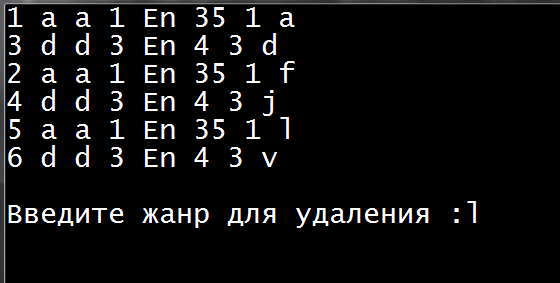 1 a a 1 En 35 1 a
3 d d 3 En 4 3 d
2 a a 1 En 35 1 f
4 d d 3 En 4 3 j
5 a a 1 En 35 1 l
6 d d 3 En 4 3 v
Введите жанр для удаления :l